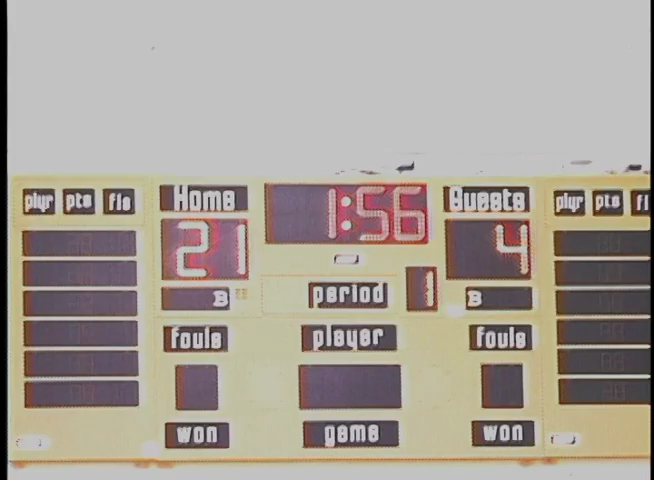 plyr pts fls Home 1:56 Guests plyr pts fl
21 4
B period 1 B
fouls player fouls
won game won